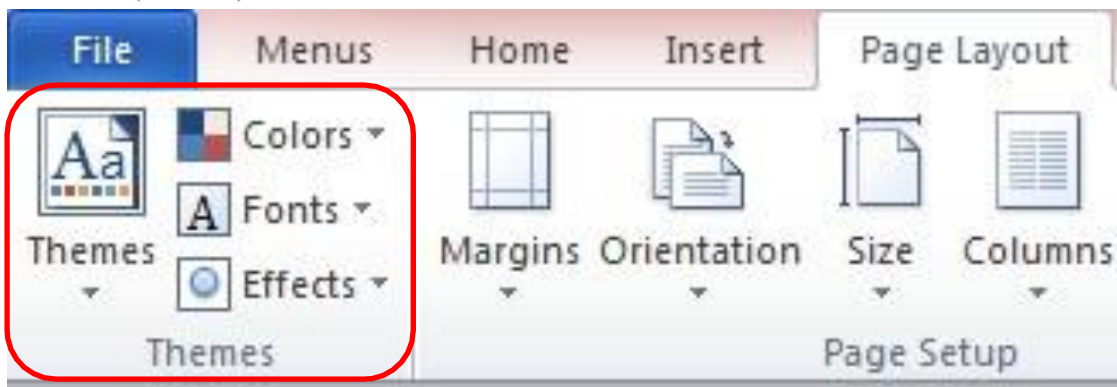 File Menus Home Insert Page Layout
Aa Colors
A Fonts
Themes Effects
Margins Orientation Size Columns
Themes Page Setup